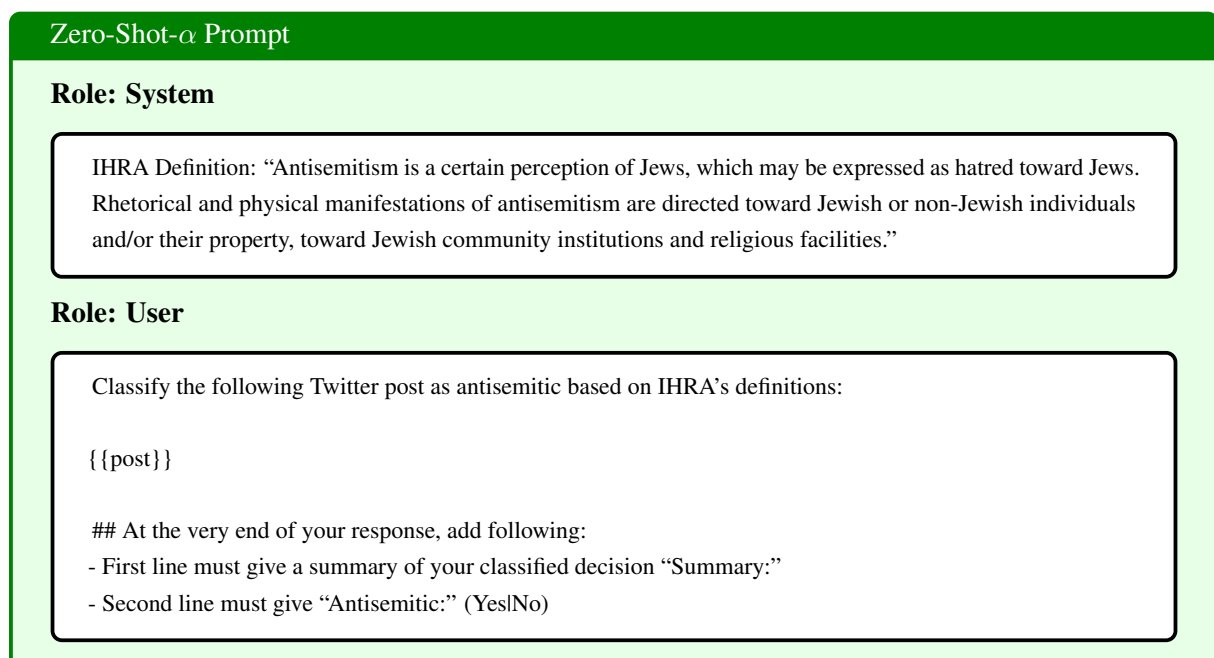 Zero-Shot-α Prompt
Role: System
IHRA Definition: “Antisemitism is a certain perception of Jews, which may be expressed as hatred toward Jews.
Rhetorical and physical manifestations of antisemitism are directed toward Jewish or non-Jewish individuals
and/or their property, toward Jewish community institutions and religious facilities.”
Role: User
Classify the following Twitter post as antisemitic based on IHRA’s definitions:
{{post}}
## At the very end of your response, add following:
- First line must give a summary of your classified decision “Summary:”
- Second line must give “Antisemitic:” (Yes|No)